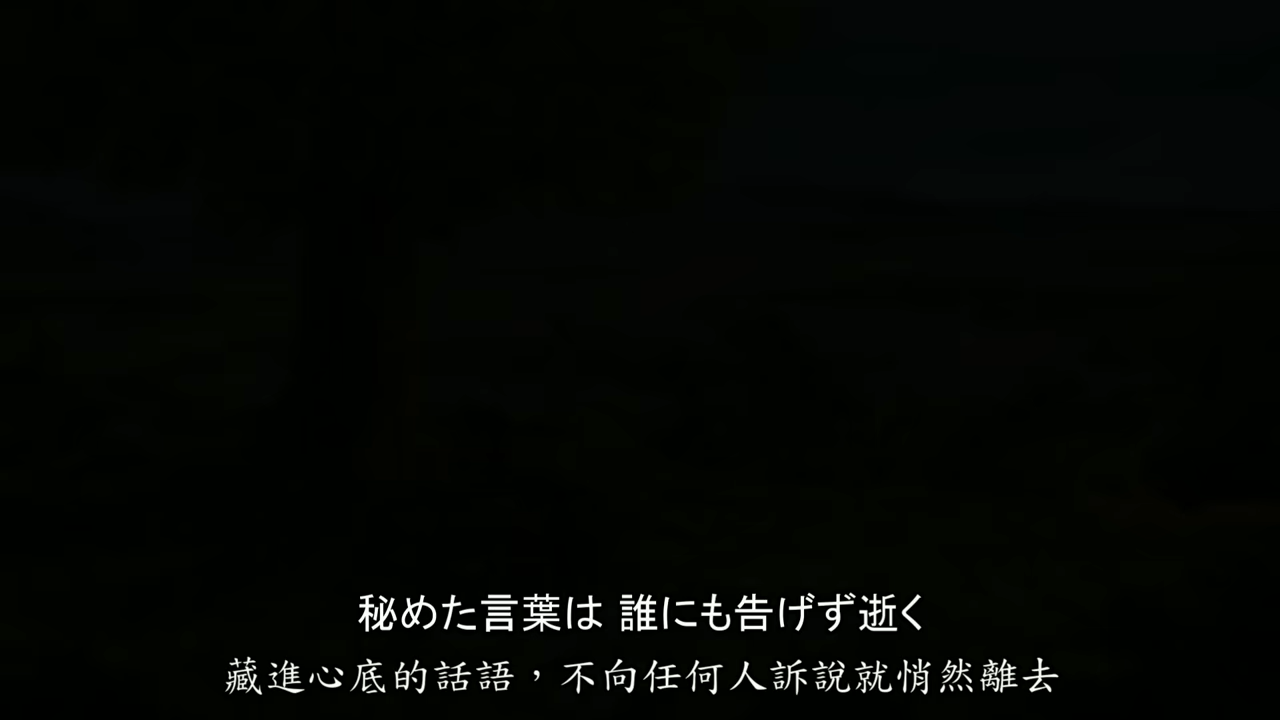 秘めた言葉は 誰にも告げず逝く
藏進心底的話語，不向任何人訴說就悄然離去